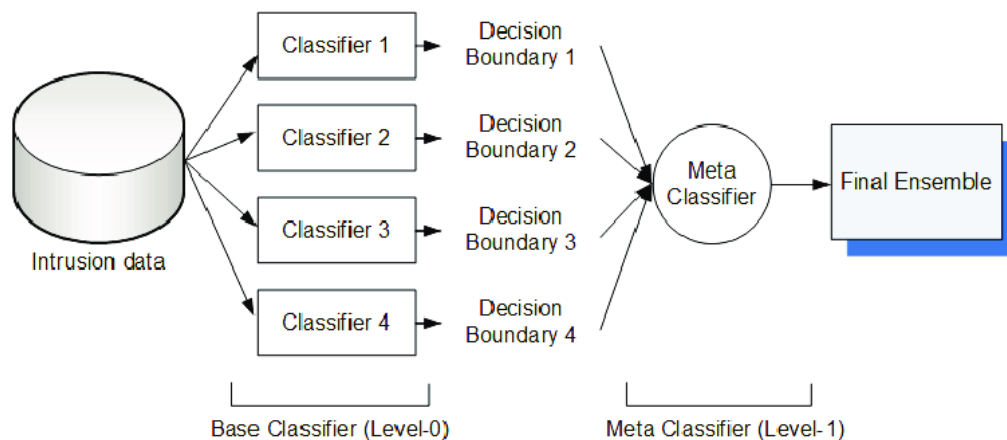 Intrusion data
Classifier 1
Classifier 2
Classifier 3
Classifier 4
Decision
Boundary 1
Decision
Boundary 2
Decision
Boundary 3
Decision
Boundary 4
Meta
Classifier
Final Ensemble
Base Classifier (Level-0)
Meta Classifier (Level-1)